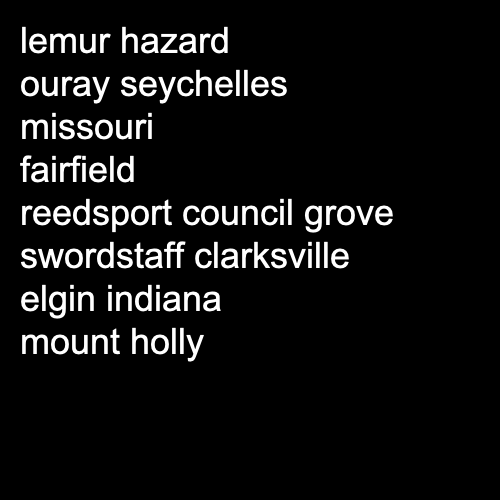 lemur hazard
ouray seychelles
missouri
fairfield
reedsport council grove
swordstaff clarksville
elgin indiana
mount holly